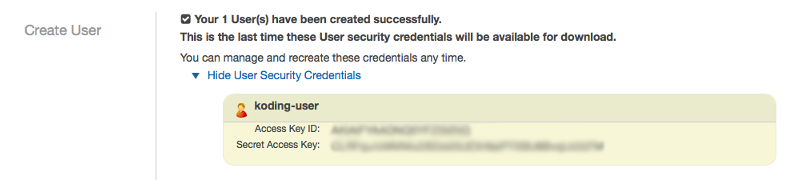 Create User
Your 1 User(s) have been created successfully.
This is the last time these User security credentials will be available for download.
You can manage and recreate these credentials any time.
Hide User Security Credentials
koding-user
Access Key ID:
Secret Access Key: